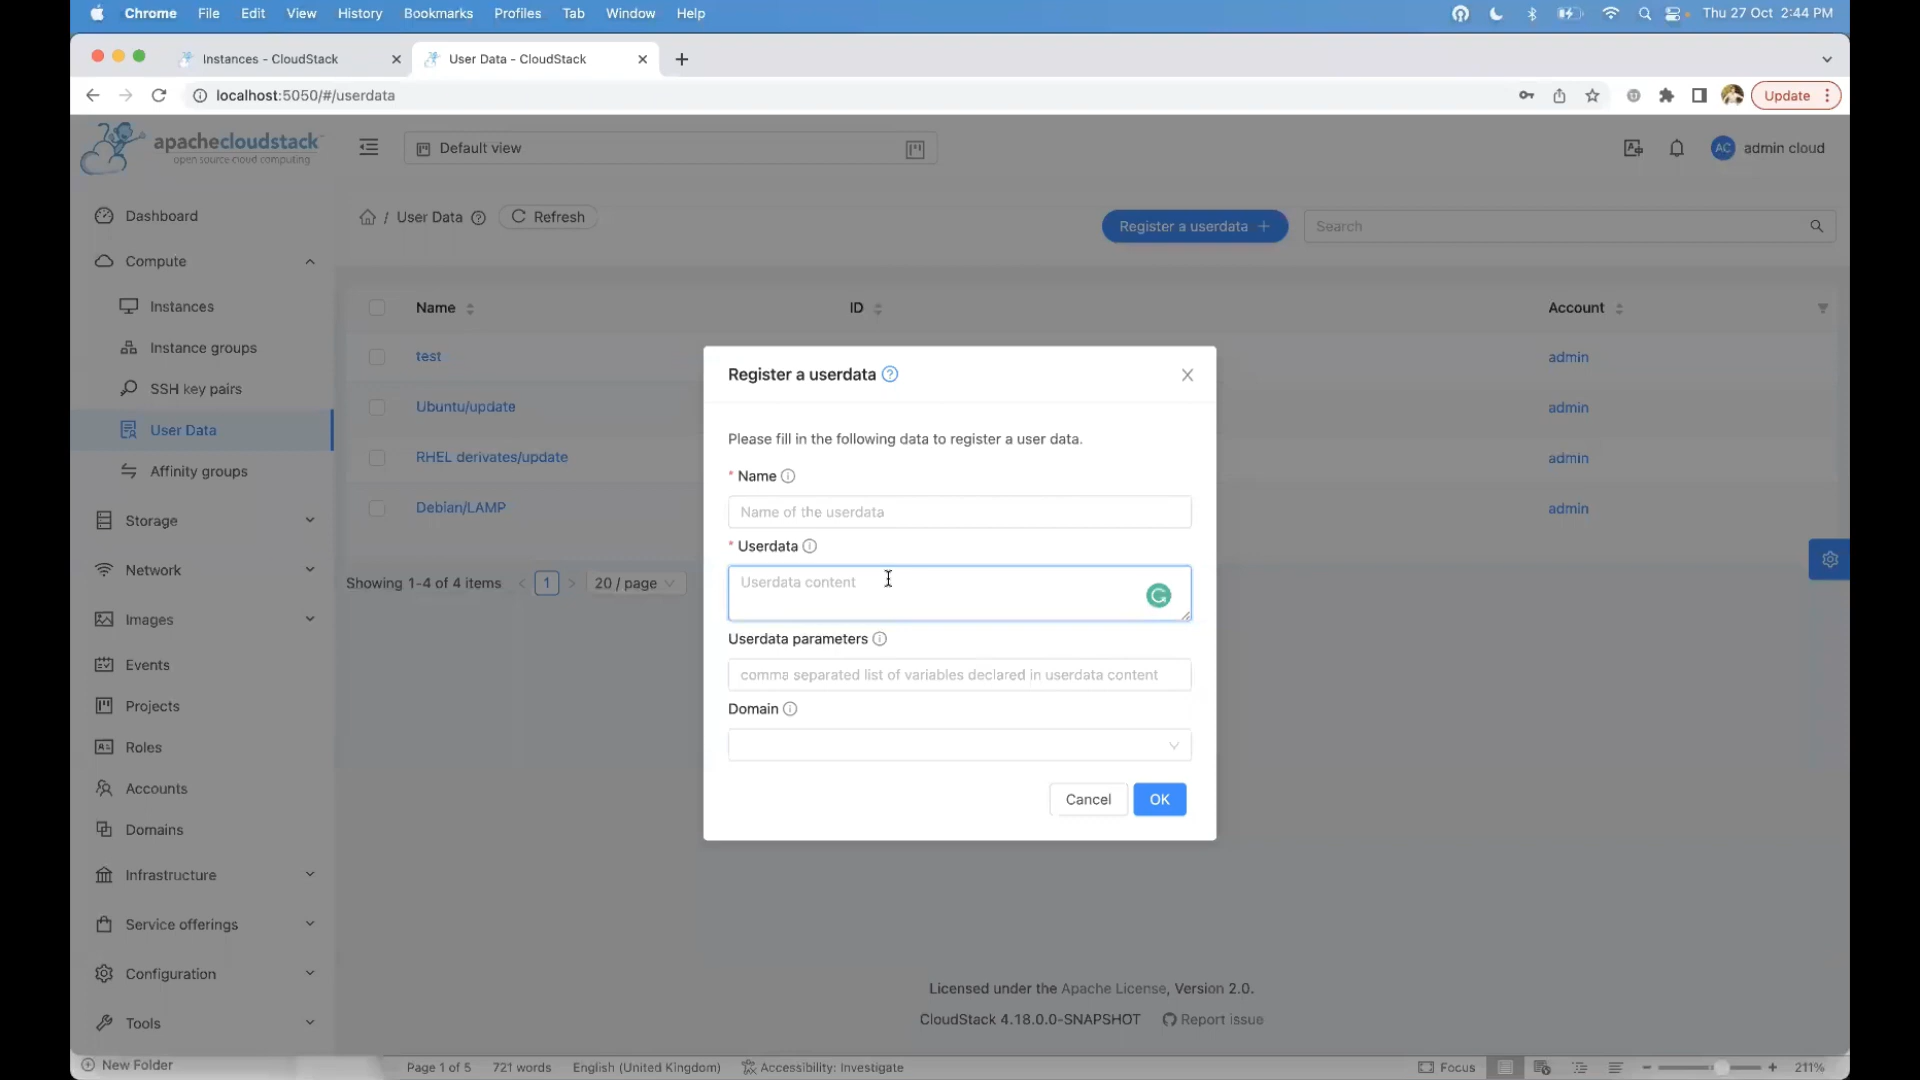 Chrome File Edit View History Bookmarks Profiles Tab Window Help Thu 27 Oct 2:44 PM
Instances - CloudStack User Data - CloudStack
localhost:5050/#/userdata Update
apachecloudstack
open source cloud computing
Default view
AC admin cloud
Dashboard
Compute
Instances
Instance groups
SSH key pairs
User Data
Affinity groups
Storage
Network
Images
Events
Projects
Roles
Accounts
Domains
Infrastructure
Service offerings
Configuration
Tools
/ User Data Refresh
Register a userdata + Search
Name ID Account
test admin
Ubuntu/update admin
RHEL derivates/update admin
Debian/LAMP admin
Showing 1-4 of 4 items < 1 > 20 / page
Register a userdata
Please fill in the following data to register a user data.
* Name
Name of the userdata
* Userdata
Userdata content
Userdata parameters
comma separated list of variables declared in userdata content
Domain
Cancel OK
Licensed under the Apache License, Version 2.0.
CloudStack 4.18.0.0-SNAPSHOT Report issue
New Folder Page 1 of 5 721 words English (United Kingdom) Accessibility: Investigate Focus 211%